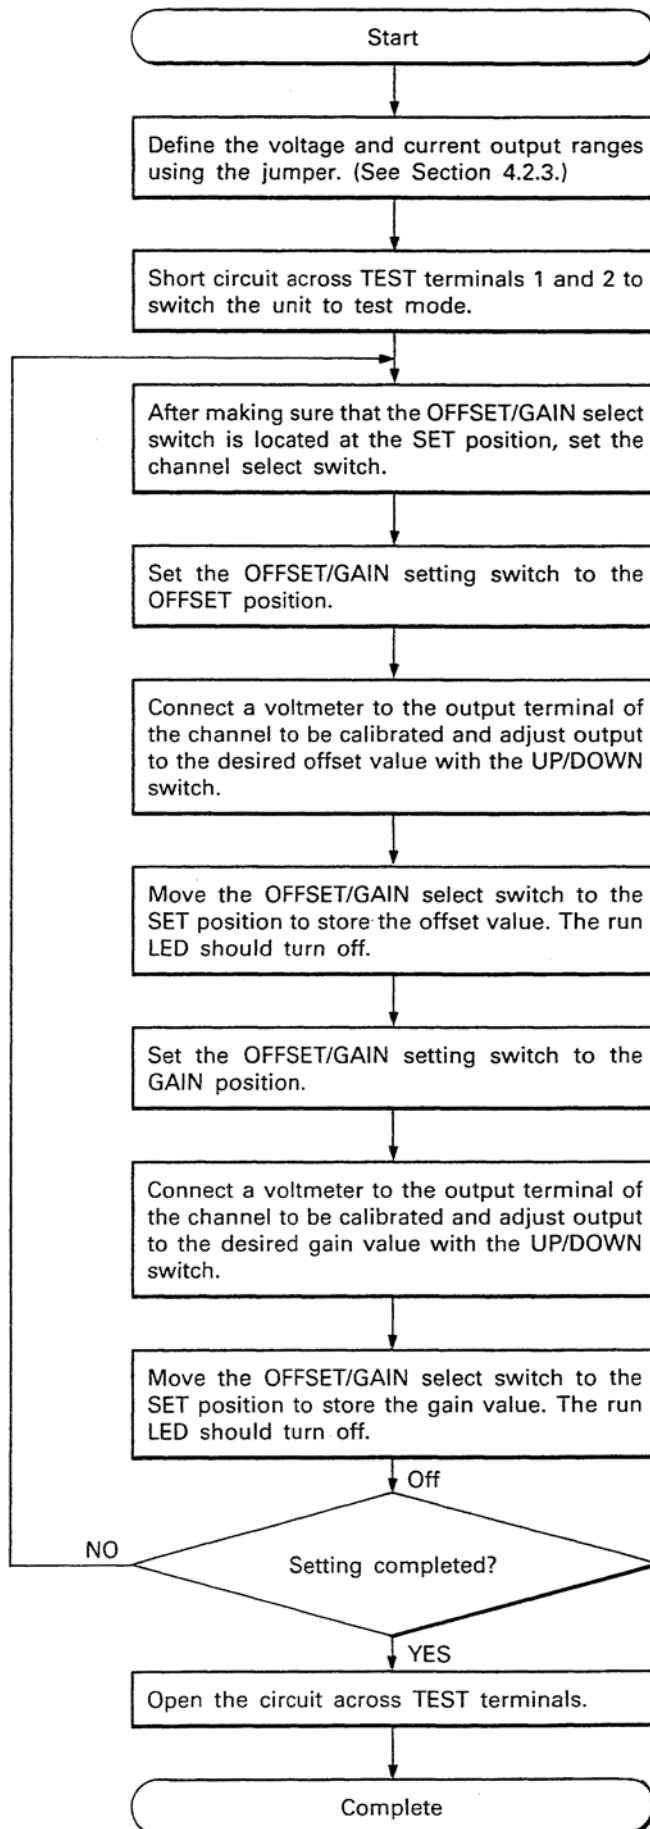 Start
Define the voltage and current output ranges
using the jumper. (See Section 4.2.3.)
Short circuit across TEST terminals 1 and 2 to
switch the unit to test mode.
After making sure that the OFFSET/GAIN select
switch is located at the SET position, set the
channel select switch.
Set the OFFSET/GAIN setting switch to the
OFFSET position.
Connect a voltmeter to the output terminal of
the channel to be calibrated and adjust output
to the desired offset value with the UP/DOWN
switch.
Move the OFFSET/GAIN select switch to the
SET position to store the offset value. The run
LED should turn off.
Set the OFFSET/GAIN setting switch to the
GAIN position.
Connect a voltmeter to the output terminal of
the channel to be calibrated and adjust output
to the desired gain value with the UP/DOWN
switch.
Move the OFFSET/GAIN select switch to the
SET position to store the gain value. The run
LED should turn off.
Off
NO
Setting completed?
YES
Open the circuit across TEST terminals.
Complete